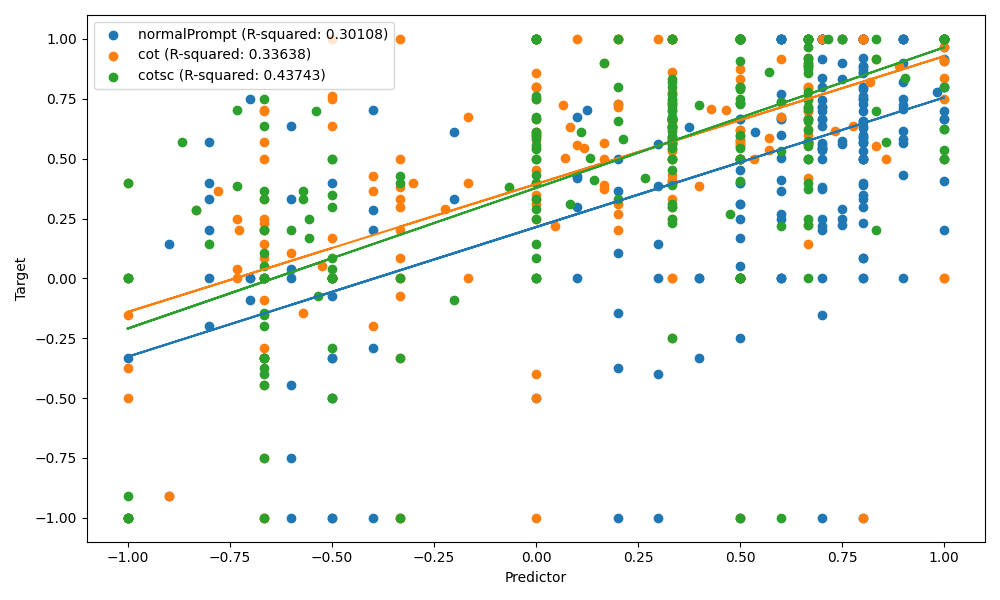 normalPrompt (R-squared: 0.30108)
cot (R-squared: 0.33638)
cotsc (R-squared: 0.43743)
1.00
0.75
0.50
0.25
0.00
−0.25
−0.50
−0.75
−1.00
Target
−1.00 −0.75 −0.50 −0.25 0.00 0.25 0.50 0.75 1.00
Predictor